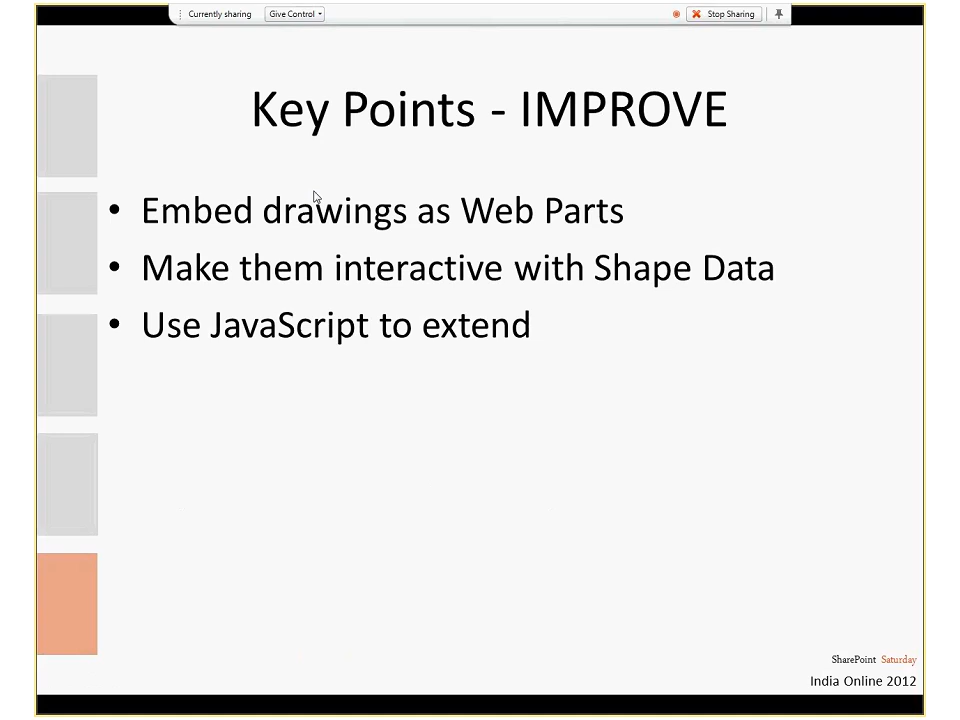 Currently sharing Give Control Stop Sharing
Key Points - IMPROVE
• Embed drawings as Web Parts
• Make them interactive with Shape Data
• Use JavaScript to extend
SharePoint Saturday
India Online 2012